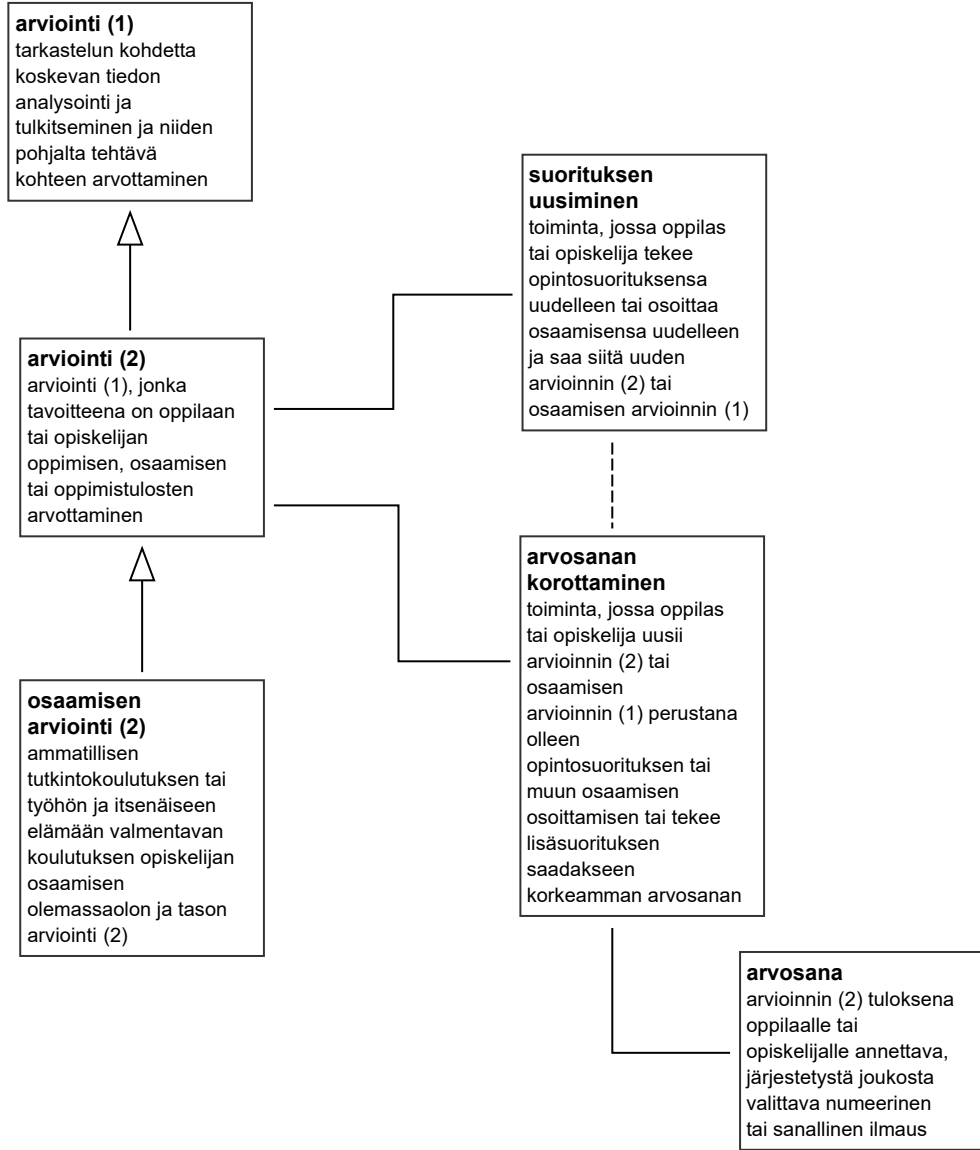 arviointi (1)
tarkastelun kohdetta
koskevan tiedon
analysointi ja
tulkitseminen ja niiden
pohjalta tehtävä
kohteen arvottaminen
suorituksen
uusiminen
toiminta, jossa oppilas
tai opiskelija tekee
opintosuorituksensa
uudelleen tai osoittaa
osaamisensa uudelleen
ja saa siitä uuden
arvioinnin (2) tai
osaamisen arvioinnin (1)
arviointi (2)
arviointi (1), jonka
tavoitteena on oppilaan
tai opiskelijan
oppimisen, osaamisen
tai oppimistulosten
arvottaminen
arvosanan
korottaminen
toiminta, jossa oppilas
tai opiskelija uusii
arvioinnin (2) tai
osaamisen
arvioinnin (1) perustana
olleen
opintosuorituksen tai
muun osaamisen
osoittamisen tai tekee
lisäsuorituksen
saadakseen
korkeamman arvosanan
osaamisen
arviointi (2)
ammatillisen
tutkintokoulutuksen tai
työhön ja itsenäiseen
elämään valmentavan
koulutuksen opiskelijan
osaamisen
olemassaolon ja tason
arviointi (2)
arvosana
arvioinnin (2) tuloksena
oppilaalle tai
opiskelijalle annettava,
järjestetystä joukosta
valittava numeerinen
tai sanallinen ilmaus